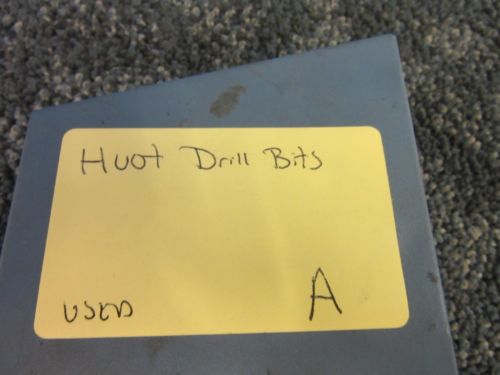 Huot Drill Bits
USED A